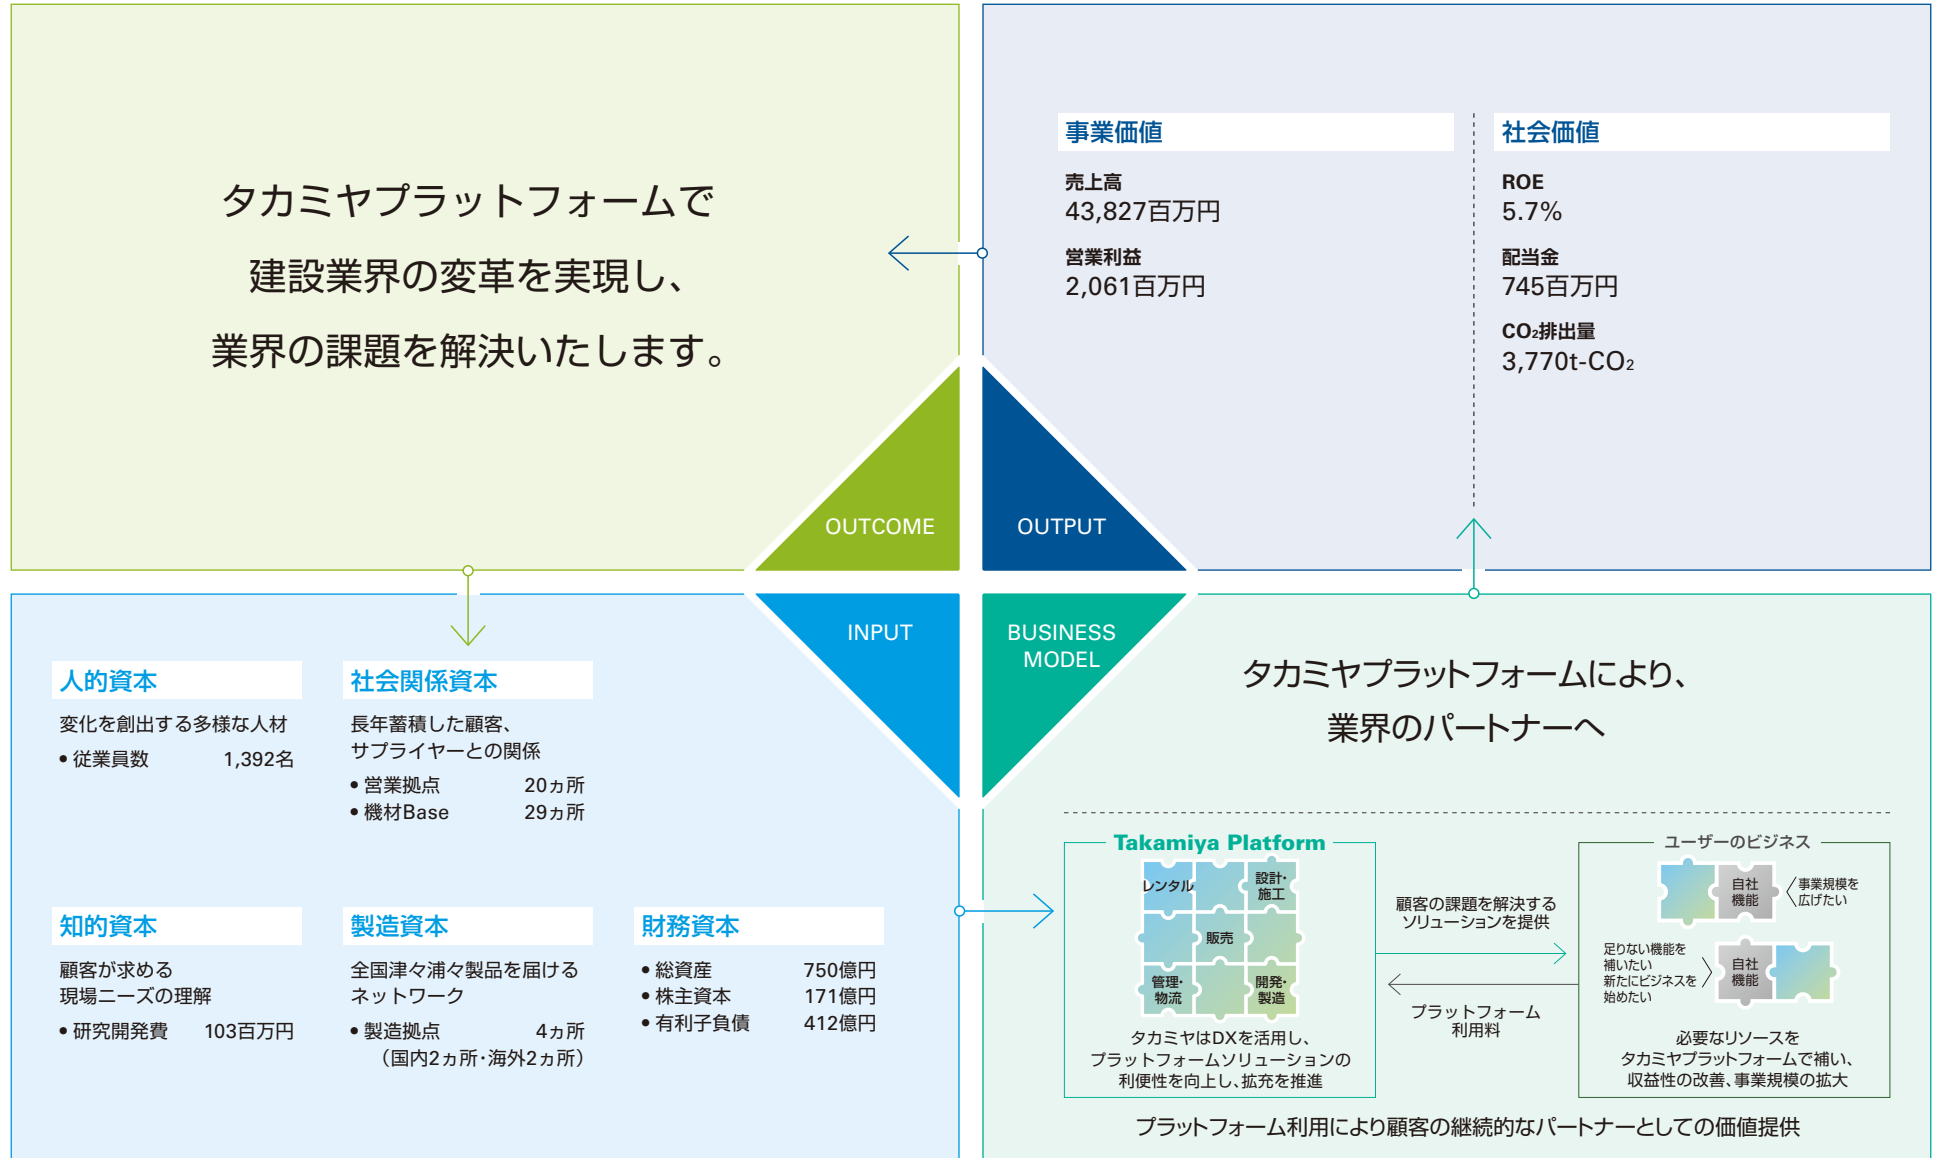 タカミヤプラットフォームで
建設業界の変革を実現し、
業界の課題を解決いたします。
OUTCOME
事業価値
売上高
43,827百万円
営業利益
2,061百万円
社会価値
ROE
5.7%
配当金
745百万円
CO₂排出量
3,770t-CO₂
OUTPUT
INPUT
人的資本
変化を創出する多様な人材
• 従業員数 1,392名
社会関係資本
長年蓄積した顧客、
サプライヤーとの関係
• 営業拠点 20ヵ所
• 機材Base 29ヵ所
知的資本
顧客が求める
現場ニーズの理解
• 研究開発費 103百万円
製造資本
全国津々浦々製品を届ける
ネットワーク
• 製造拠点 4ヵ所
（国内2ヵ所・海外2ヵ所）
財務資本
• 総資産 750億円
• 株主資本 171億円
• 有利子負債 412億円
BUSINESS
MODEL
タカミヤプラットフォームにより、
業界のパートナーへ
Takamiya Platform
レンタル
設計・
施工
販売
管理・
物流
開発・
製造
タカミヤはDXを活用し、
プラットフォームソリューションの
利便性を向上し、拡充を推進
顧客の課題を解決する
ソリューションを提供
プラットフォーム
利用料
ユーザーのビジネス
自社
機能
事業規模を
広げたい
足りない機能を
補いたい
新たにビジネスを
始めたい
自社
機能
必要なリソースを
タカミヤプラットフォームで補い、
収益性の改善、事業規模の拡大
プラットフォーム利用により顧客の継続的なパートナーとしての価値提供